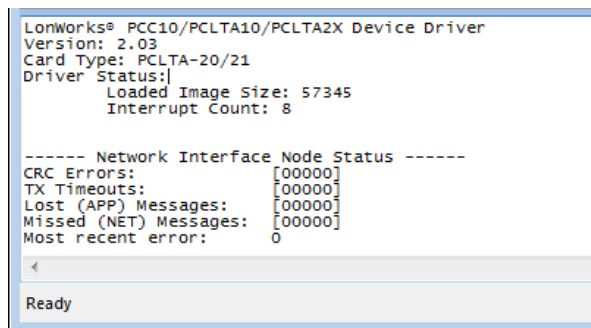 LonWorks® PCC10/PCLTA10/PCLTA2X Device Driver
Version: 2.03
Card Type: PCLTA-20/21
Driver Status:
Loaded Image Size: 57345
Interrupt Count: 8
------ Network Interface Node Status ------
CRC Errors: [00000]
TX Timeouts: [00000]
Lost (APP) Messages: [00000]
Missed (NET) Messages: [00000]
Most recent error: 0
Ready